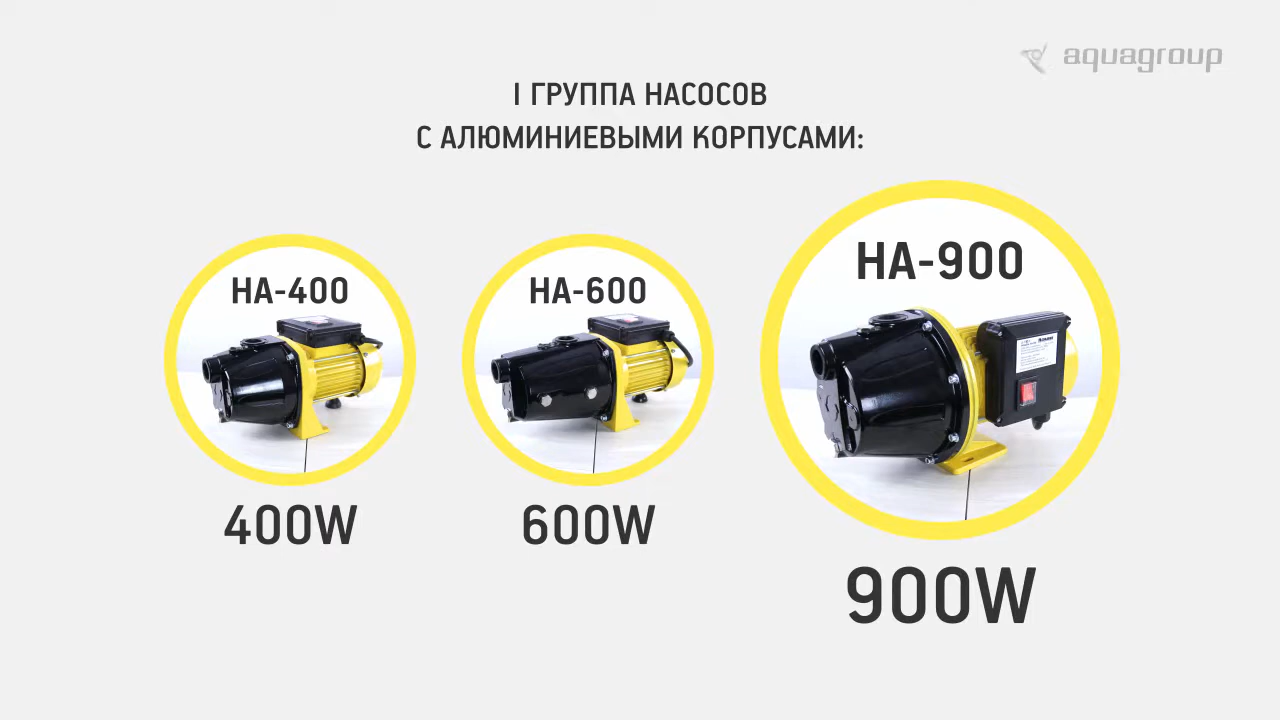 aquagroup
I ГРУППА НАСОСОВ
С АЛЮМИНИЕВЫМИ КОРПУСАМИ:
НА-400
НА-600
НА-900
400W
600W
900W